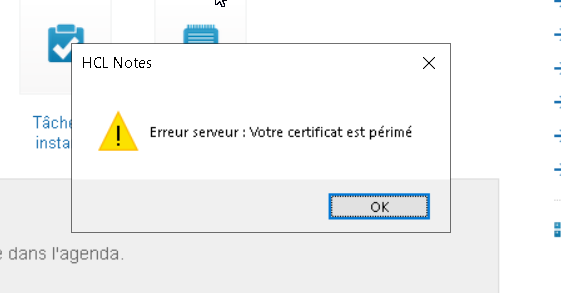 HCL Notes
Erreur serveur : Votre certificat est périmé
OK
Tâche
insta
dans l'agenda.